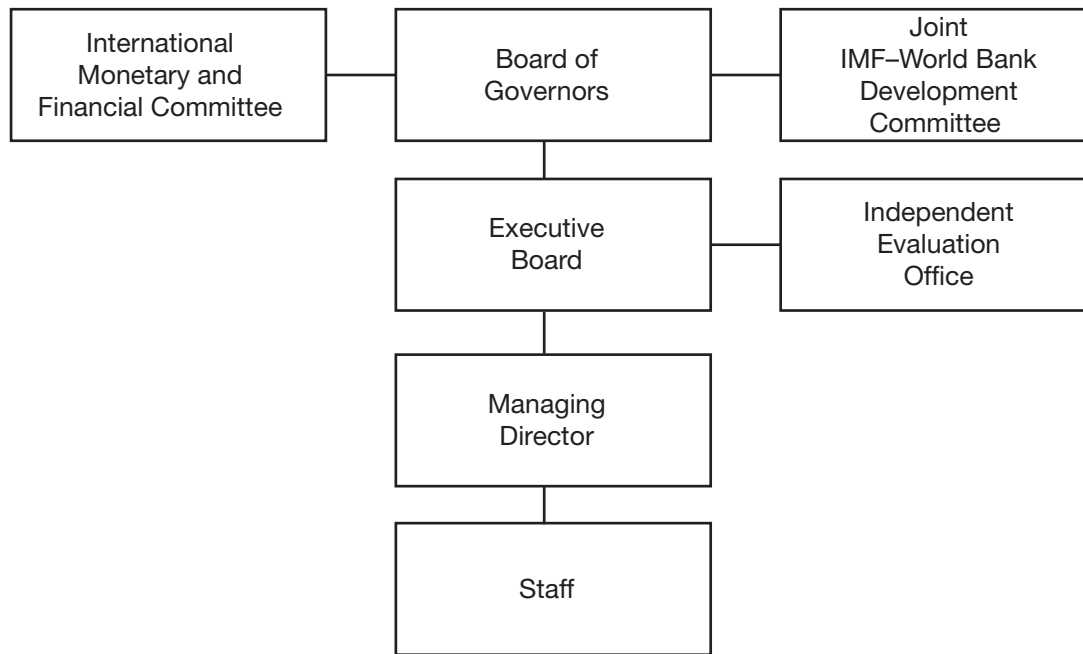 International
Monetary and
Financial Committee
Board of
Governors
Joint
IMF–World Bank
Development
Committee
Executive
Board
Independent
Evaluation
Office
Managing
Director
Staff